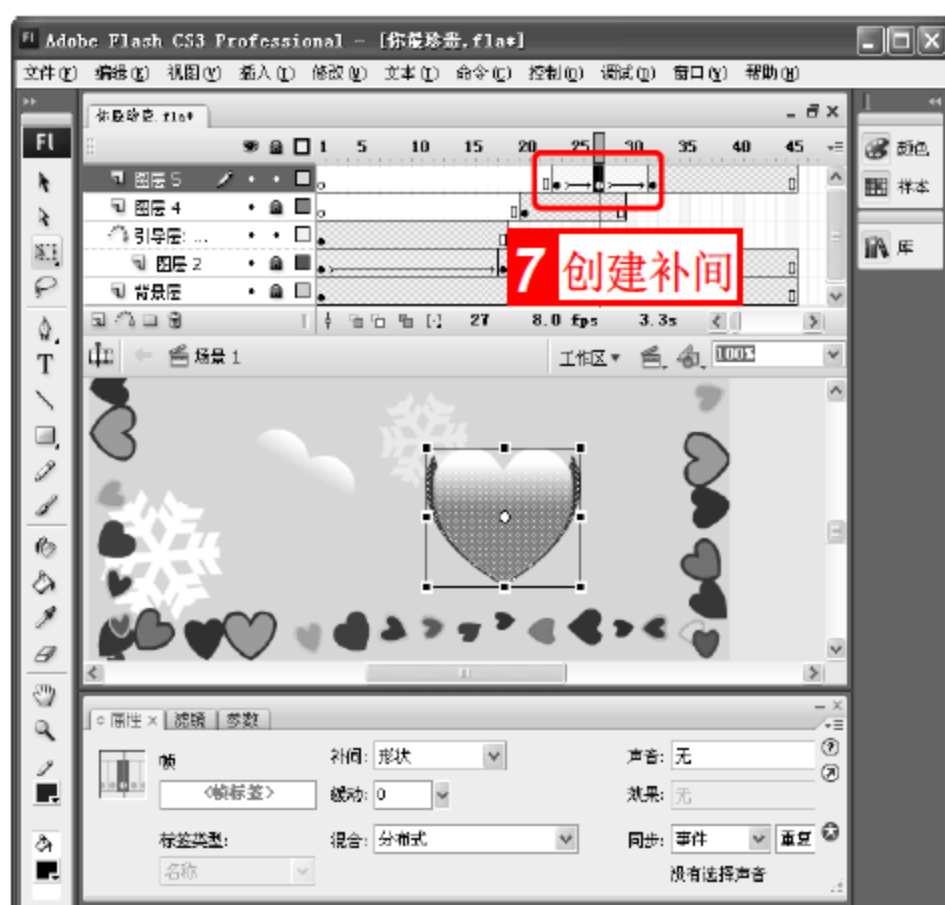 Adobe Flash CS3 Professional - [你最珍贵.fla*]
文件(F) 编辑(E) 视图(V) 插入(I) 修改(M) 文本(T) 命令(C) 控制(O) 调试(D) 窗口(W) 帮助(H)
你最珍贵.fla*
Fl
1 5 10 15 20 25 30 35 40 45
图层 5
图层 4
引导层: ...
图层 2
背景层
7 创建补间
27 8.0 fps 3.3s
场景 1
工作区
100%
颜色
样本
库
T
属性 × 滤镜 参数
帧
<帧标签>
标签类型:
名称
补间: 形状
缓动: 0
混合: 分布式
声音: 无
效果: 无
同步: 事件 重复
没有选择声音